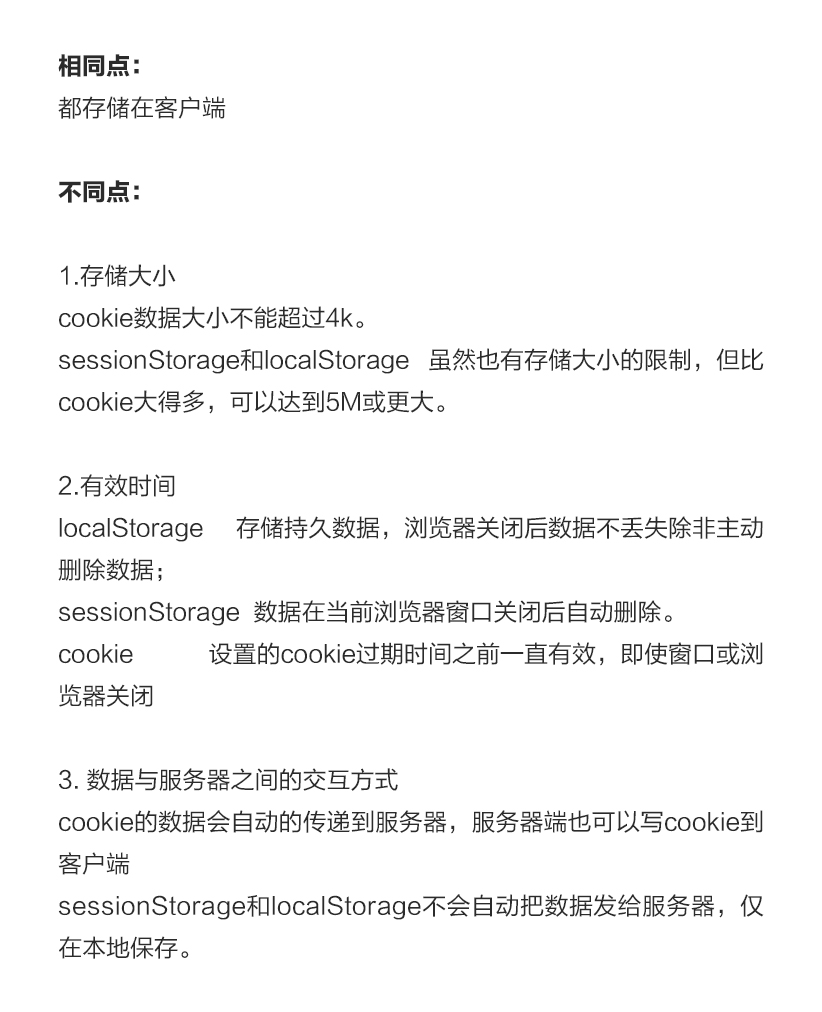 相同点：
都存储在客户端
不同点：
1.存储大小
cookie数据大小不能超过4k。
sessionStorage和localStorage 虽然也有存储大小的限制，但比
cookie大得多，可以达到5M或更大。
2.有效时间
localStorage 存储持久数据，浏览器关闭后数据不丢失除非主动
删除数据；
sessionStorage 数据在当前浏览器窗口关闭后自动删除。
cookie 设置的cookie过期时间之前一直有效，即使窗口或浏
览器关闭
3. 数据与服务器之间的交互方式
cookie的数据会自动的传递到服务器，服务器端也可以写cookie到
客户端
sessionStorage和localStorage不会自动把数据发给服务器，仅
在本地保存。